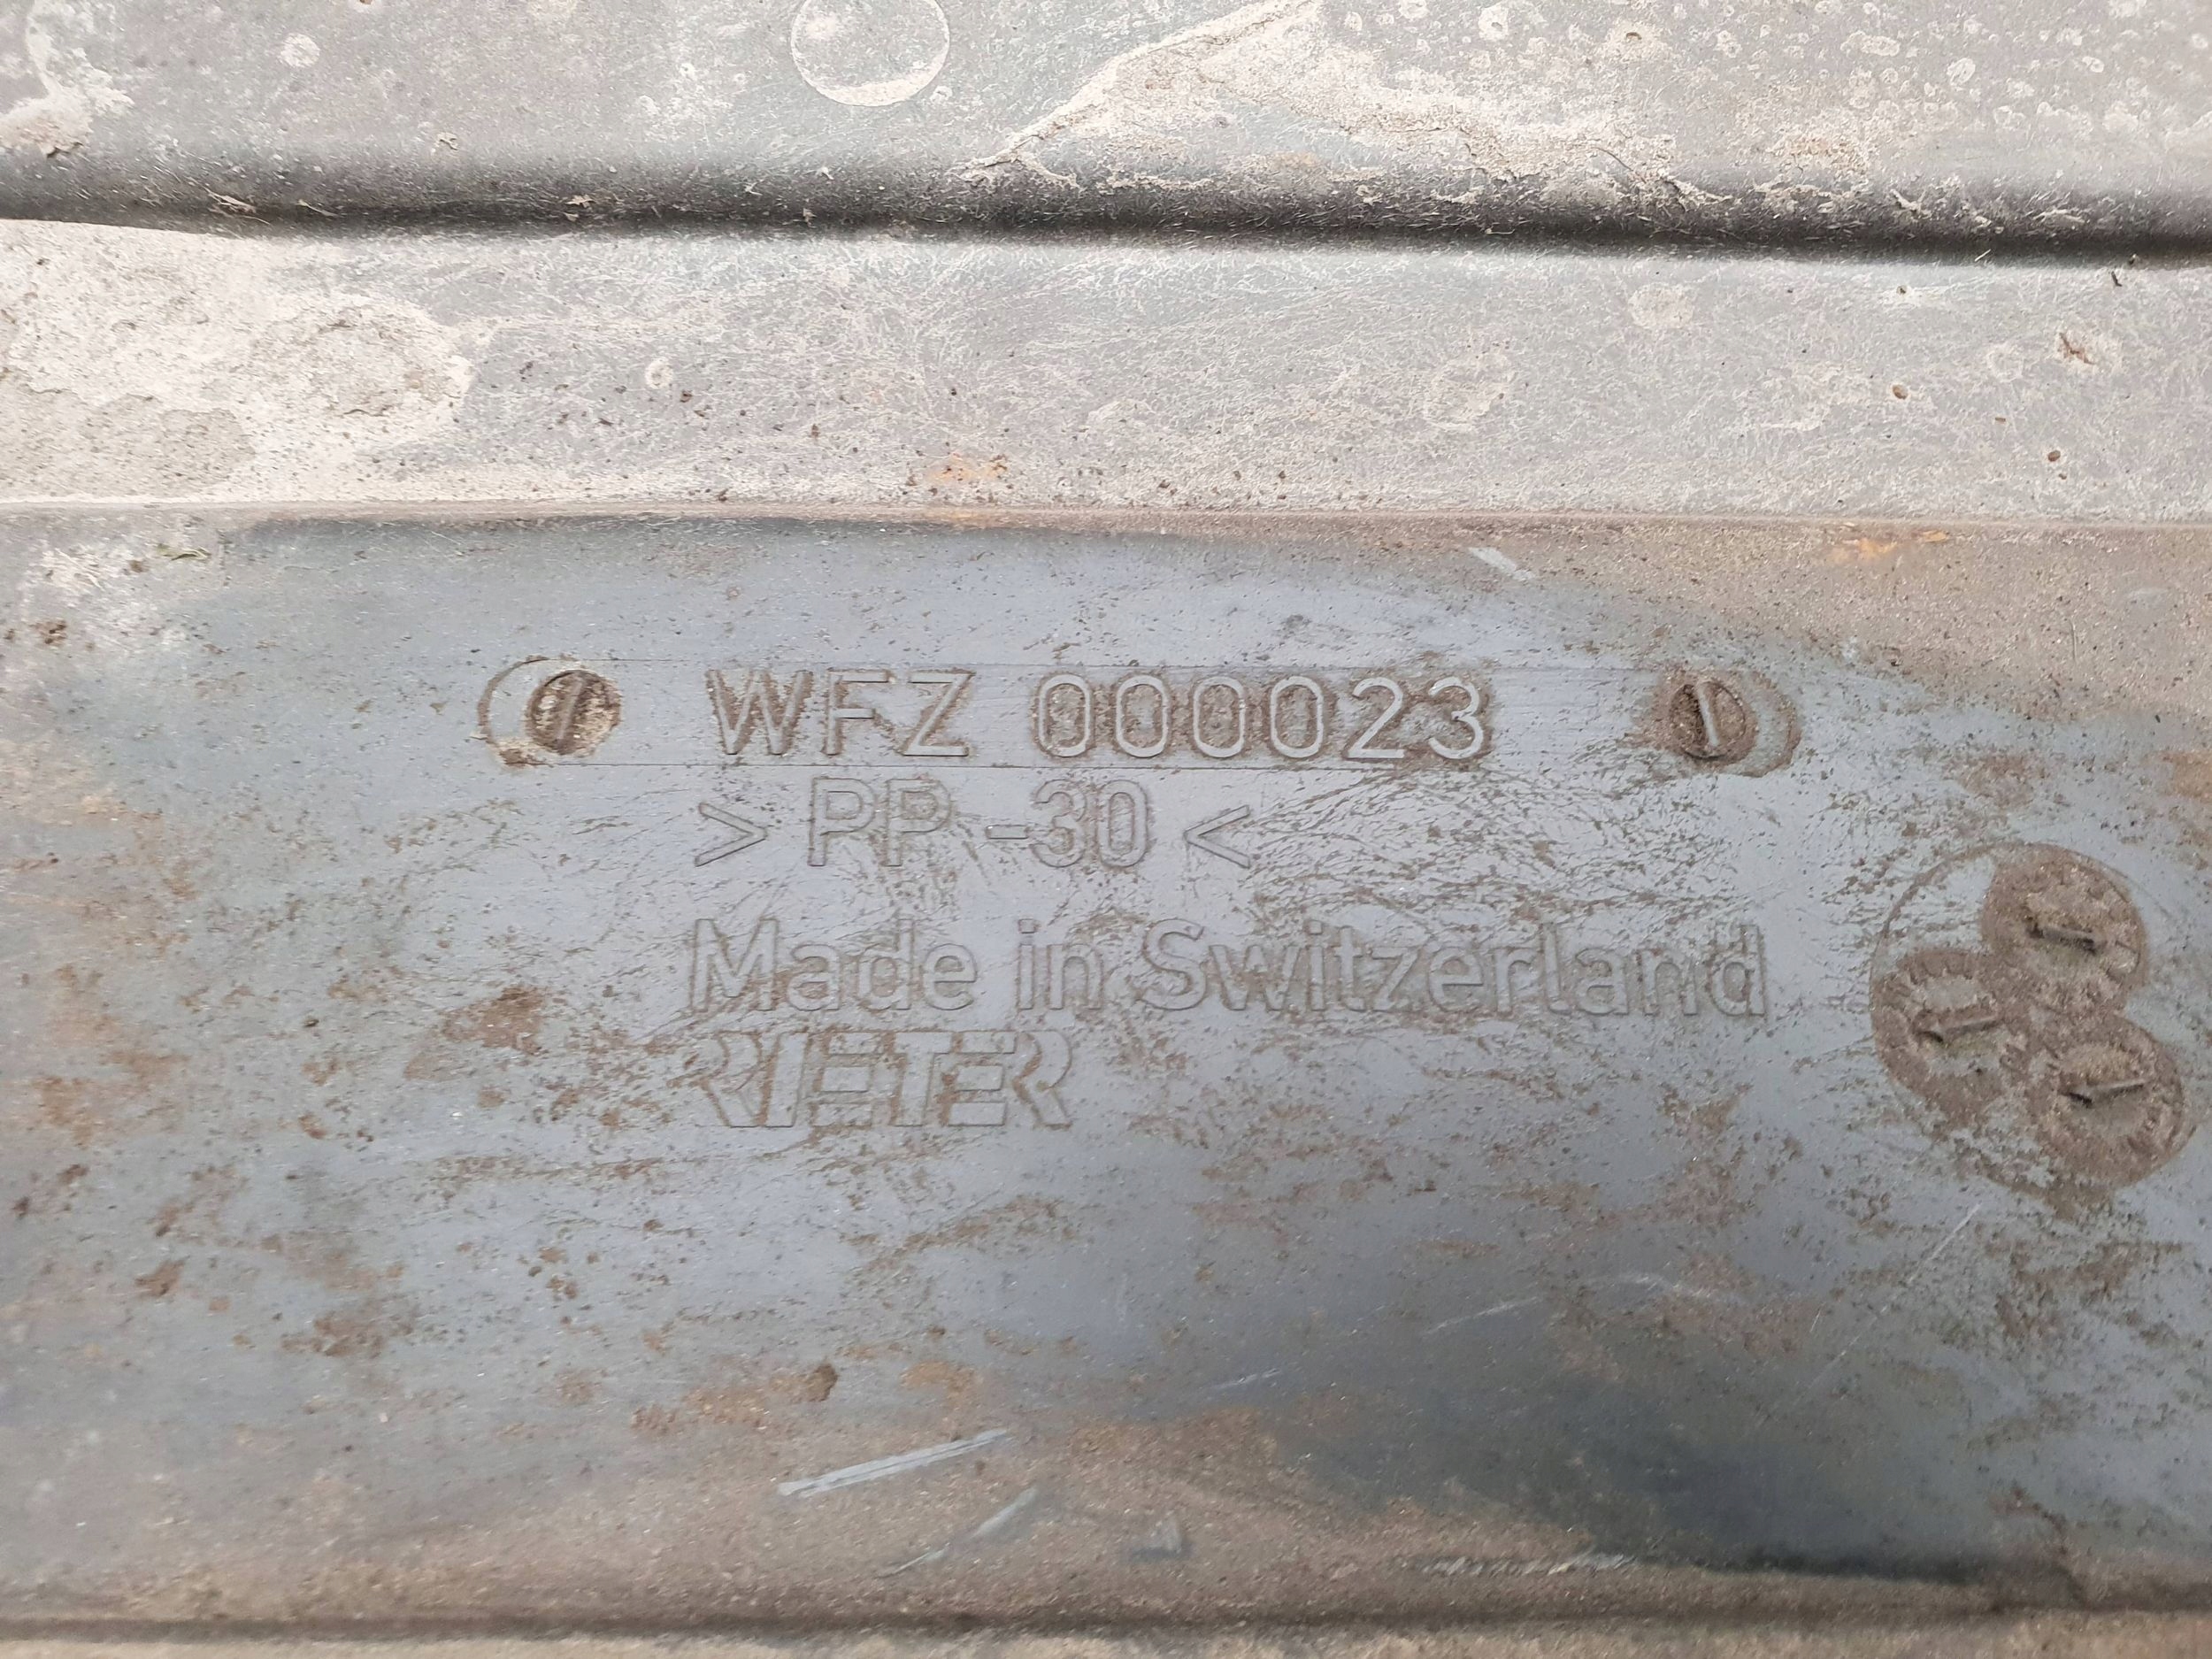 WFZ 000023
> PP -30 <
Made in Switzerland
RIETER